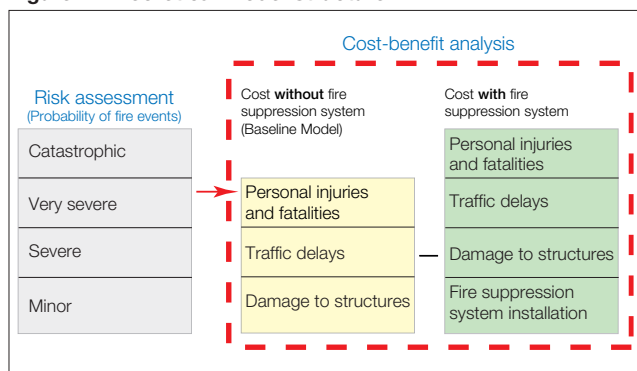 Cost-benefit analysis
Risk assessment
(Probability of fire events)
Catastrophic
Very severe
Severe
Minor
Cost without fire
suppression system
(Baseline Model)
Personal injuries
and fatalities
Traffic delays
Damage to structures
Cost with fire
suppression system
Personal injuries
and fatalities
Traffic delays
Damage to structures
Fire suppression
system installation